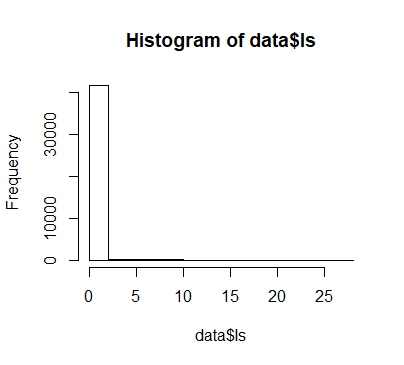 Histogram of data$ls
Frequency
30000
10000
0
0 5 10 15 20 25
data$ls